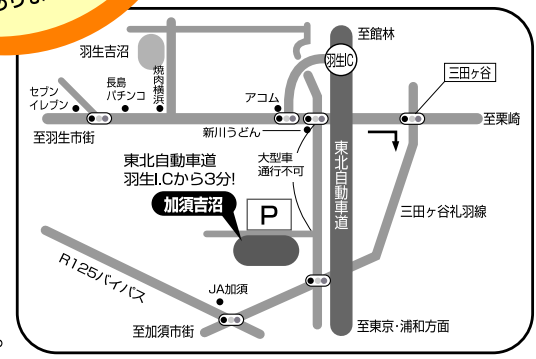 至館林
羽生吉沼
羽生IC
焼肉横浜
三田ヶ谷
セブン
イレブン
長島
パチンコ
アコム
至羽生市街
新川うどん
至栗崎
東北自動車道
羽生I.Cから3分!
大型車
通行不可
東北自動車道
加須吉沼
P
三田ヶ谷礼羽線
R125バイパス
JA加須
至加須市街
至東京・浦和方面